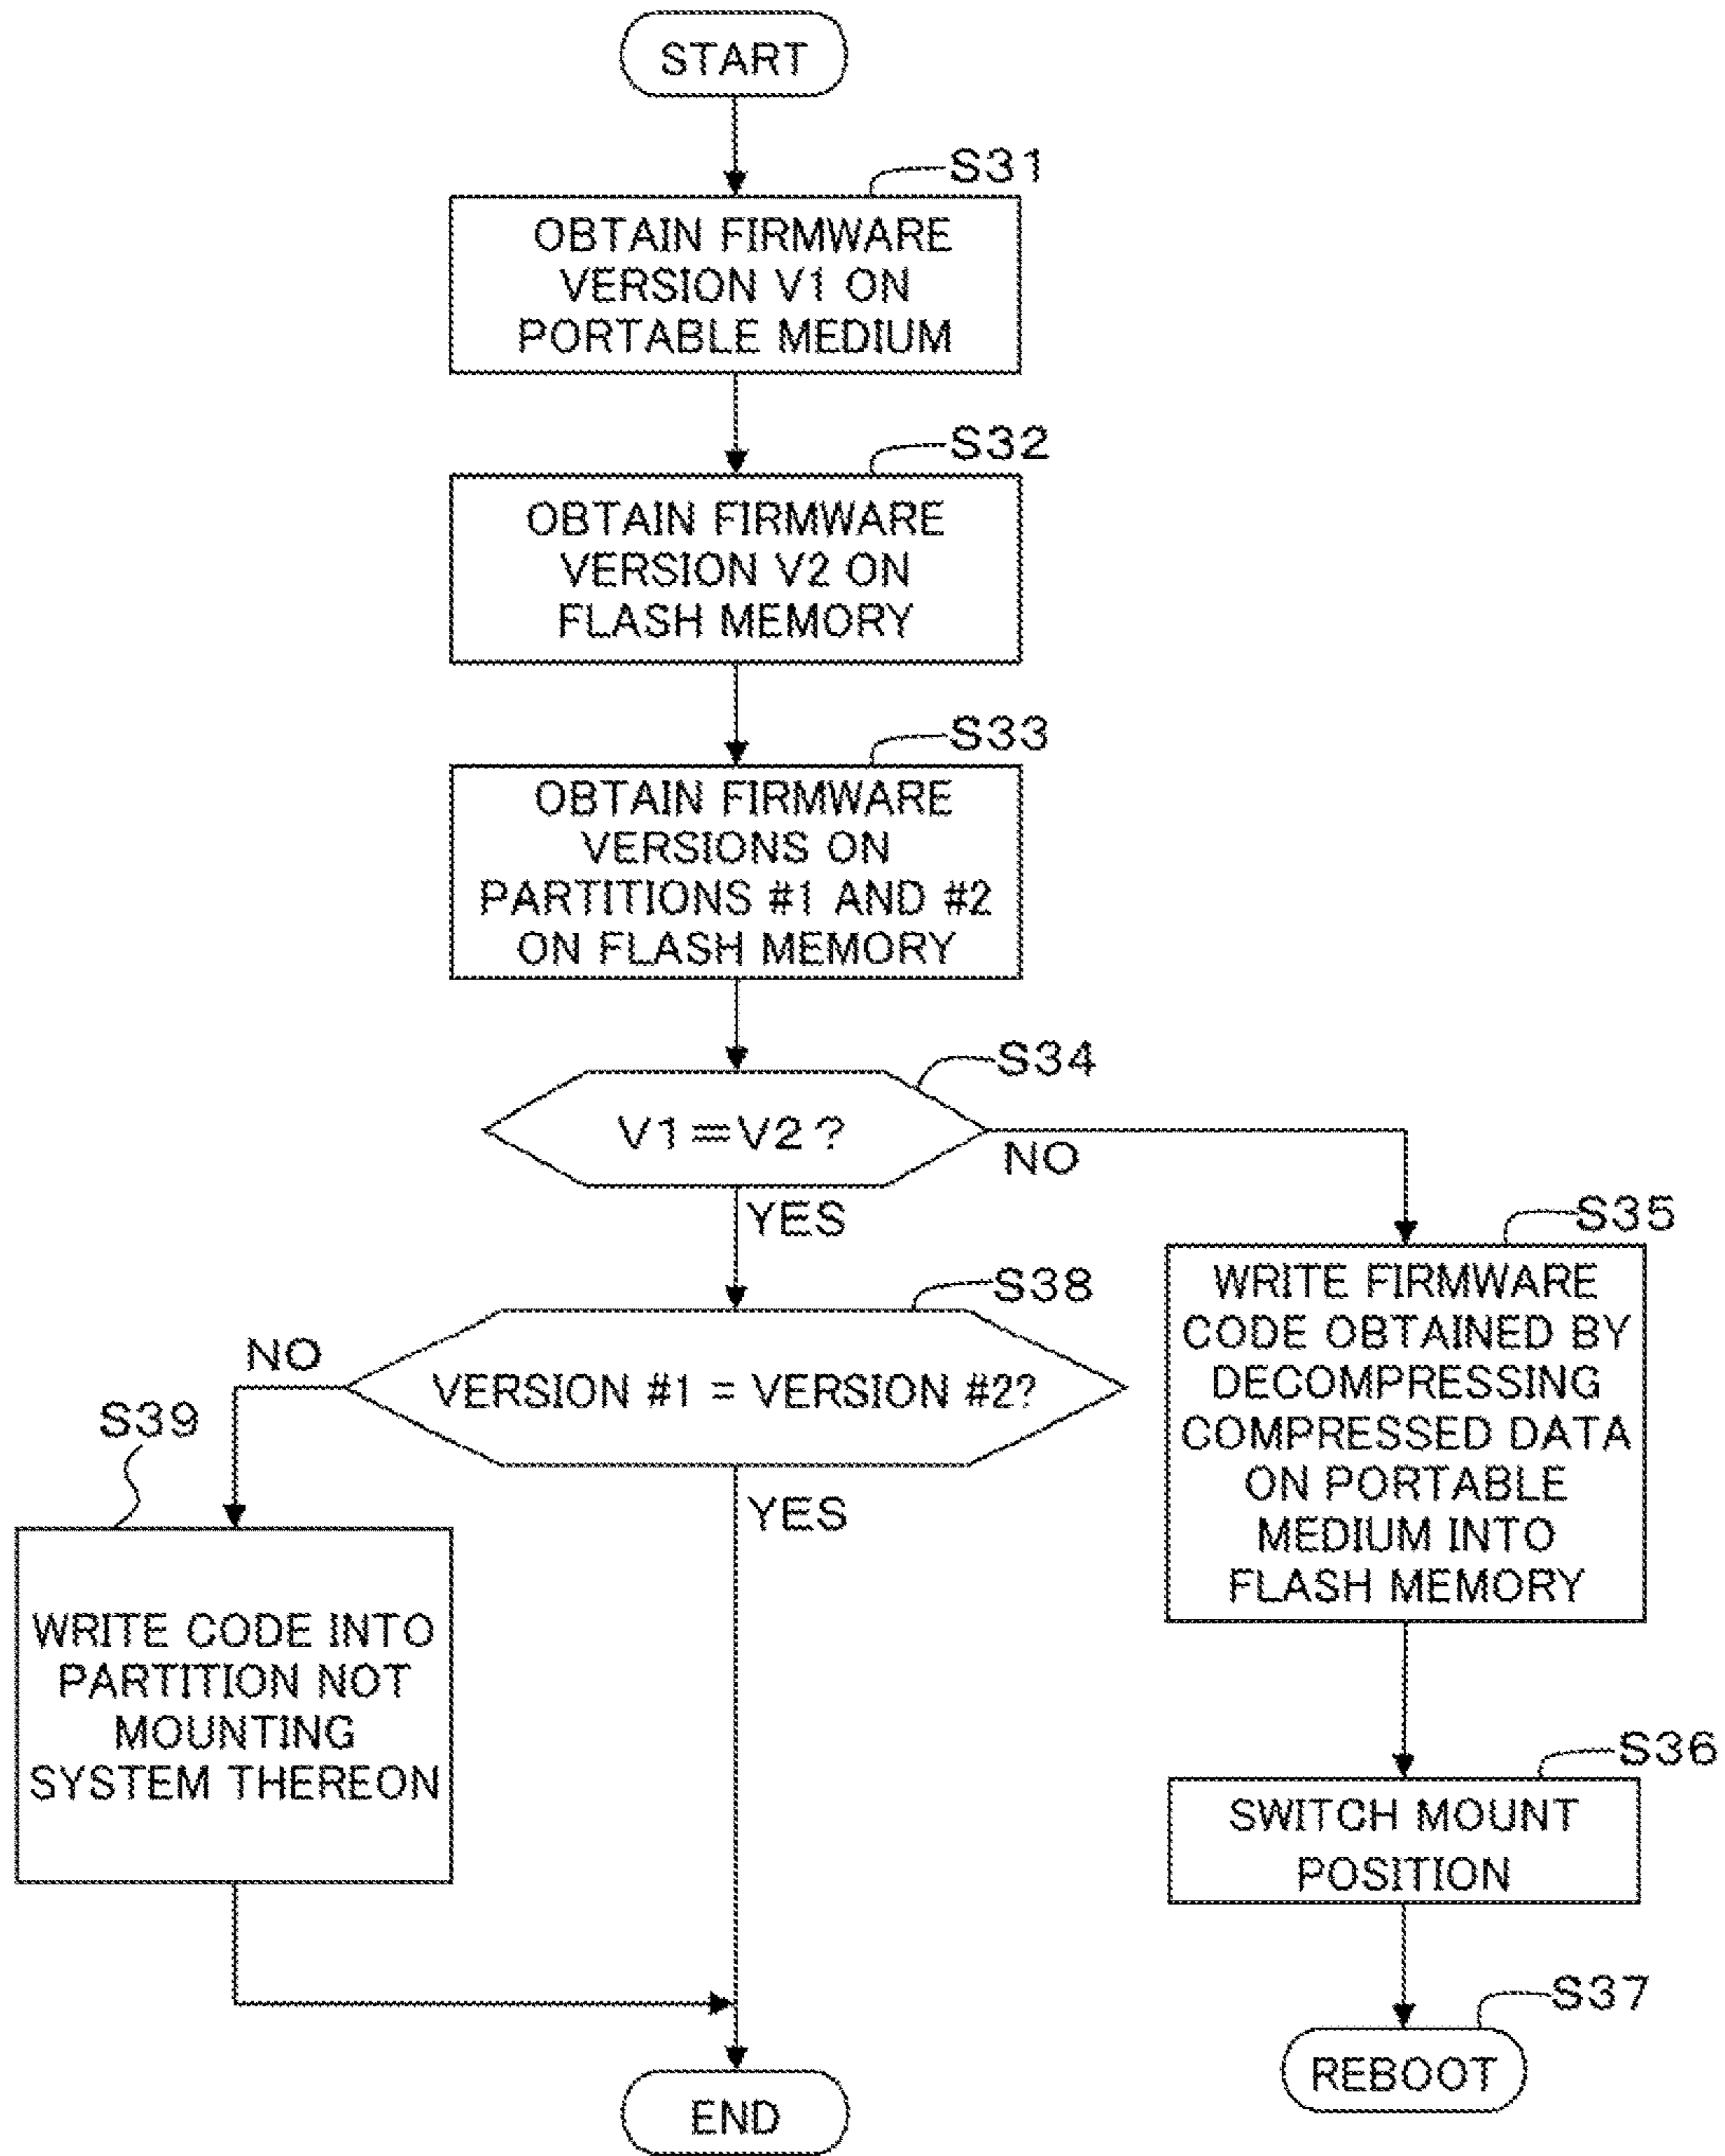 START
S31
OBTAIN FIRMWARE
VERSION V1 ON
PORTABLE MEDIUM
S32
OBTAIN FIRMWARE
VERSION V2 ON
FLASH MEMORY
S33
OBTAIN FIRMWARE
VERSIONS ON
PARTITIONS #1 AND #2
ON FLASH MEMORY
S34
V1=V2?
NO
YES
S35
WRITE FIRMWARE
CODE OBTAINED BY
DECOMPRESSING
COMPRESSED DATA
ON PORTABLE
MEDIUM INTO
FLASH MEMORY
S38
VERSION #1 = VERSION #2?
NO
YES
S39
WRITE CODE INTO
PARTITION NOT
MOUNTING
SYSTEM THEREON
S36
SWITCH MOUNT
POSITION
S37
REBOOT
END